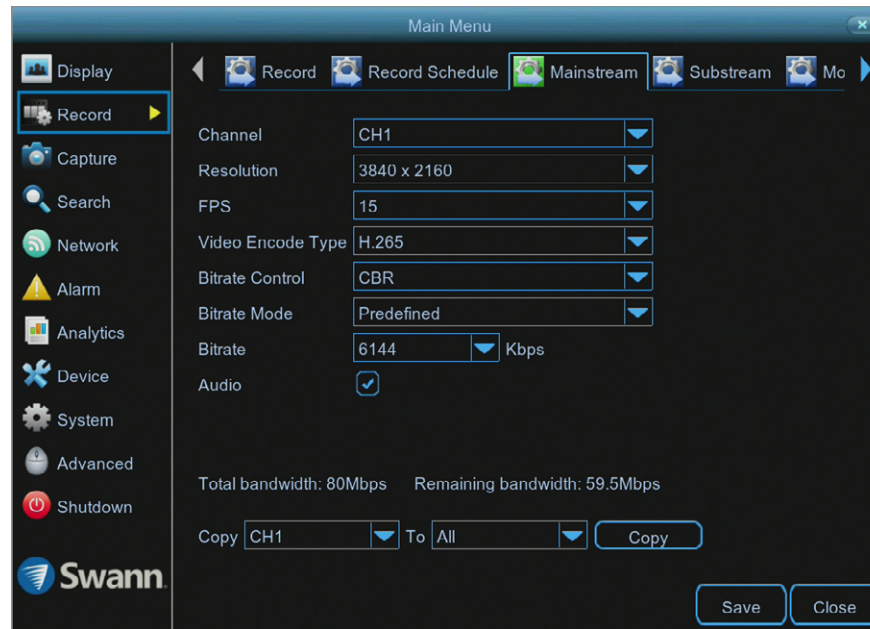 Main Menu
Display
Record
Capture
Search
Network
Alarm
Analytics
Device
System
Advanced
Shutdown
Swann
Record Record Schedule Mainstream Substream Mo
Channel CH1
Resolution 3840 x 2160
FPS 15
Video Encode Type H.265
Bitrate Control CBR
Bitrate Mode Predefined
Bitrate 6144 Kbps
Audio
Total bandwidth: 80Mbps Remaining bandwidth: 59.5Mbps
Copy CH1 To All Copy
Save Close